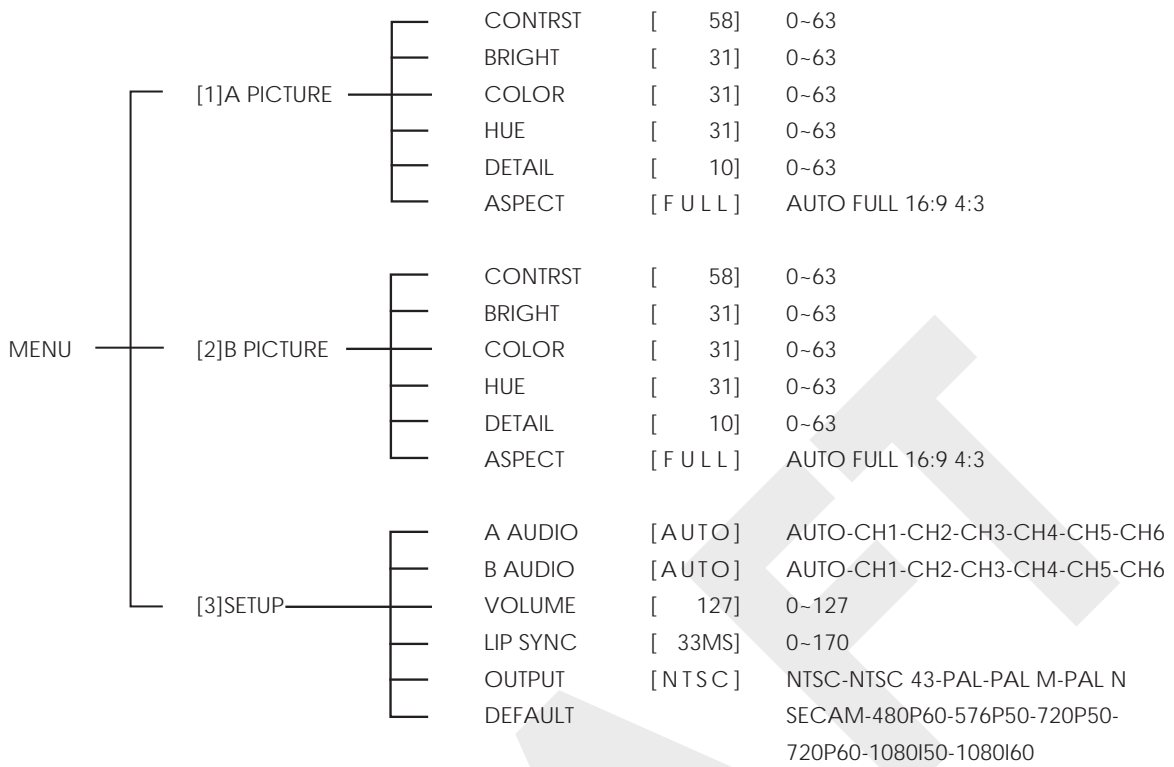 CONTRST [ 58] 0~63
BRIGHT [ 31] 0~63
[1]A PICTURE COLOR [ 31] 0~63
HUE [ 31] 0~63
DETAIL [ 10] 0~63
ASPECT [FULL] AUTO FULL 16:9 4:3
CONTRST [ 58] 0~63
BRIGHT [ 31] 0~63
MENU [2]B PICTURE COLOR [ 31] 0~63
HUE [ 31] 0~63
DETAIL [ 10] 0~63
ASPECT [FULL] AUTO FULL 16:9 4:3
A AUDIO [AUTO] AUTO-CH1-CH2-CH3-CH4-CH5-CH6
B AUDIO [AUTO] AUTO-CH1-CH2-CH3-CH4-CH5-CH6
[3]SETUP VOLUME [ 127] 0~127
LIP SYNC [ 33MS] 0~170
OUTPUT [NTSC] NTSC-NTSC 43-PAL-PAL M-PAL N
DEFAULT SECAM-480P60-576P50-720P50-
720P60-1080I50-1080I60